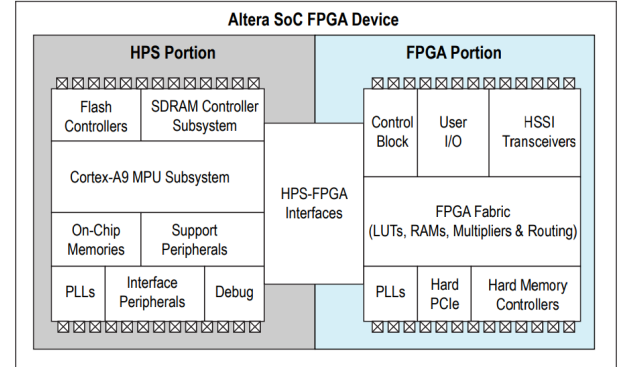 Altera SoC FPGA Device
HPS Portion
FPGA Portion
Flash
Controllers
SDRAM Controller
Subsystem
Cortex-A9 MPU Subsystem
On-Chip
Memories
Support
Peripherals
PLLs
Interface
Peripherals
Debug
HPS-FPGA
Interfaces
Control
Block
User
I/O
HSSI
Transceivers
FPGA Fabric
(LUTs, RAMs, Multipliers & Routing)
PLLs
Hard
PCIe
Hard Memory
Controllers